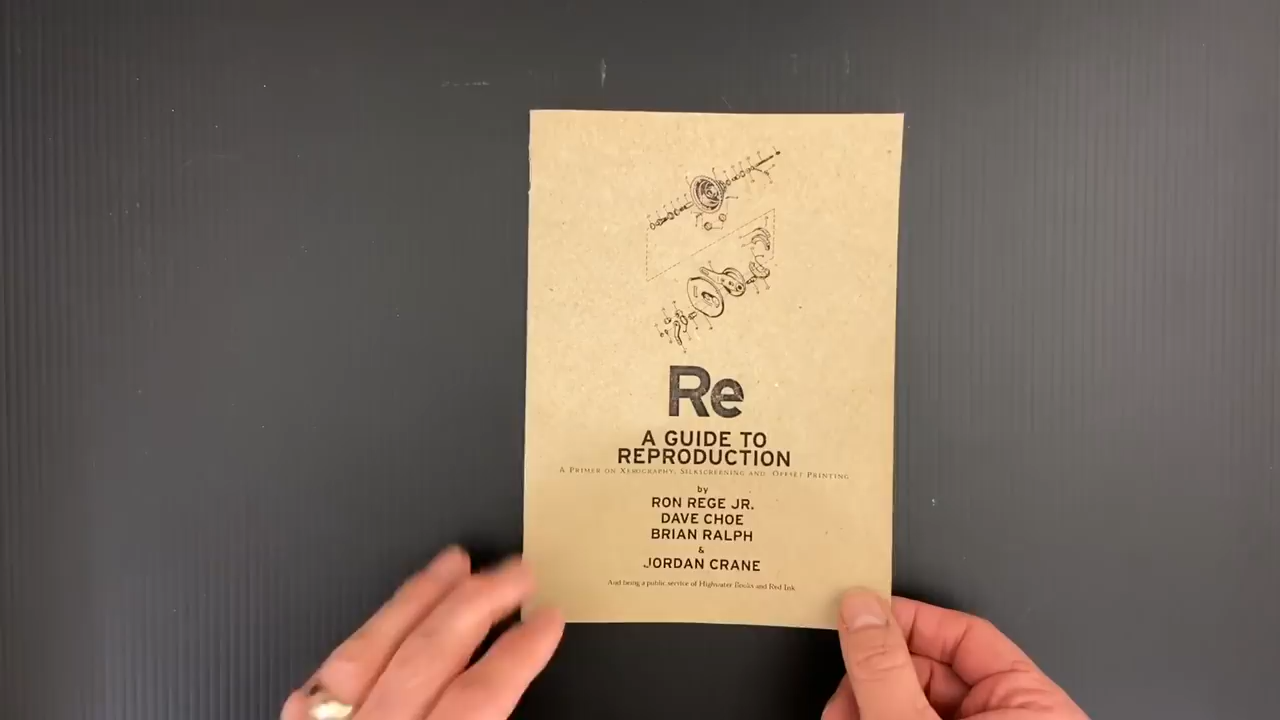 Re
A GUIDE TO
REPRODUCTION
A PRIMER ON XEROGRAPHY, SILKSCREENING AND OFFSET PRINTING
by
RON REGE JR.
DAVE CHOE
BRIAN RALPH
&
JORDAN CRANE
And being a public service of Highwater Books and Red Ink